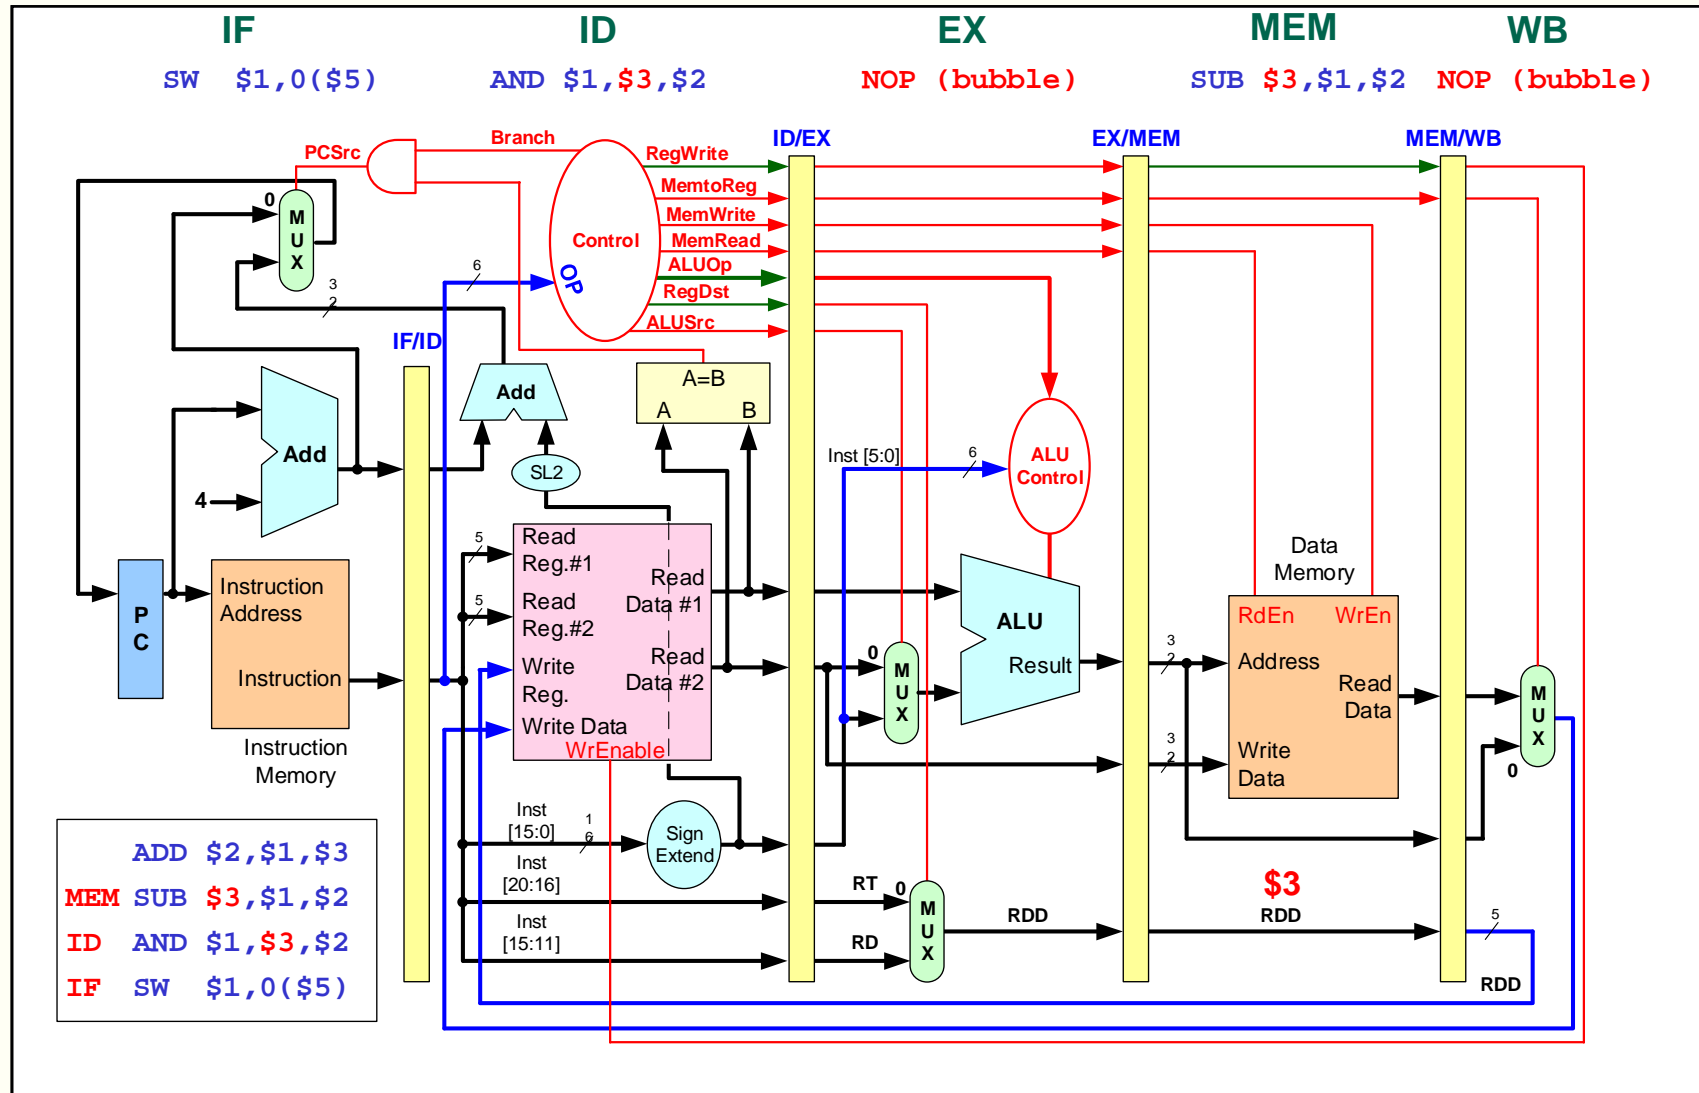 IF ID EX MEM WB
SW $1,0($5) AND $1,$3,$2 NOP (bubble) SUB $3,$1,$2 NOP (bubble)
ID/EX EX/MEM MEM/WB
Branch
PCSrc
RegWrite
MemtoReg
MemWrite
MemRead
ALUOp
RegDst
ALUSrc
Control
OP
6
0
M
U
X
3
2
IF/ID
Add
A=B
A B
Add
4
SL2
Inst [5:0]
6
ALU
Control
P
C
Instruction
Address
Instruction
Instruction
Memory
5
Read
Reg.#1
5
Read
Reg.#2
Write
Reg.
Write Data
WrEnable
Read
Data #1
Read
Data #2
0
M
U
X
ALU
Result
Data
Memory
RdEn WrEn
3
2
Address
Read
Data
3
2
Write
Data
M
U
X
0
Inst
[15:0]
1
6
Sign
Extend
Inst
[20:16]
Inst
[15:11]
RT
0
RD
M
U
X
RDD
$3
RDD
5
RDD
ADD $2,$1,$3
MEM SUB $3,$1,$2
ID AND $1,$3,$2
IF SW $1,0($5)